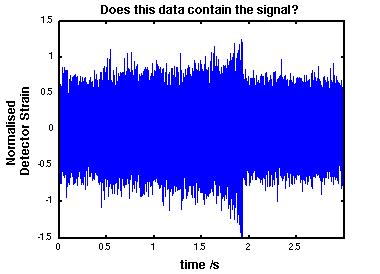 Does this data contain the signal?
1.5
1
0.5
0
-0.5
-1
-1.5
Normalised
Detector Strain
0 0.5 1 1.5 2 2.5
time /s